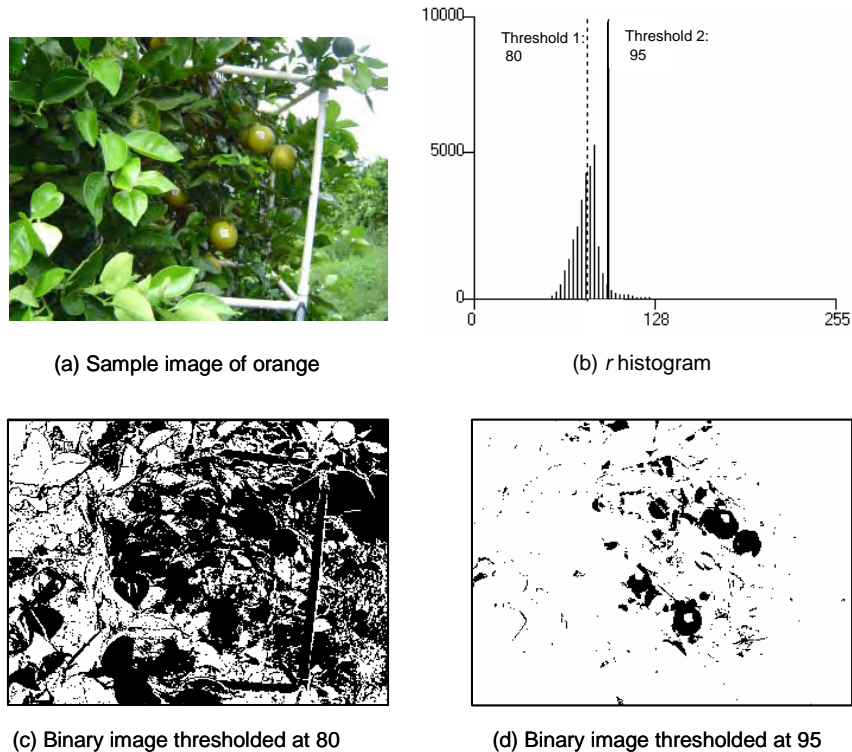 10000
Threshold 1: Threshold 2:
80 95
5000
0
0 128 255
(a) Sample image of orange
(b) r histogram
(c) Binary image thresholded at 80
(d) Binary image thresholded at 95